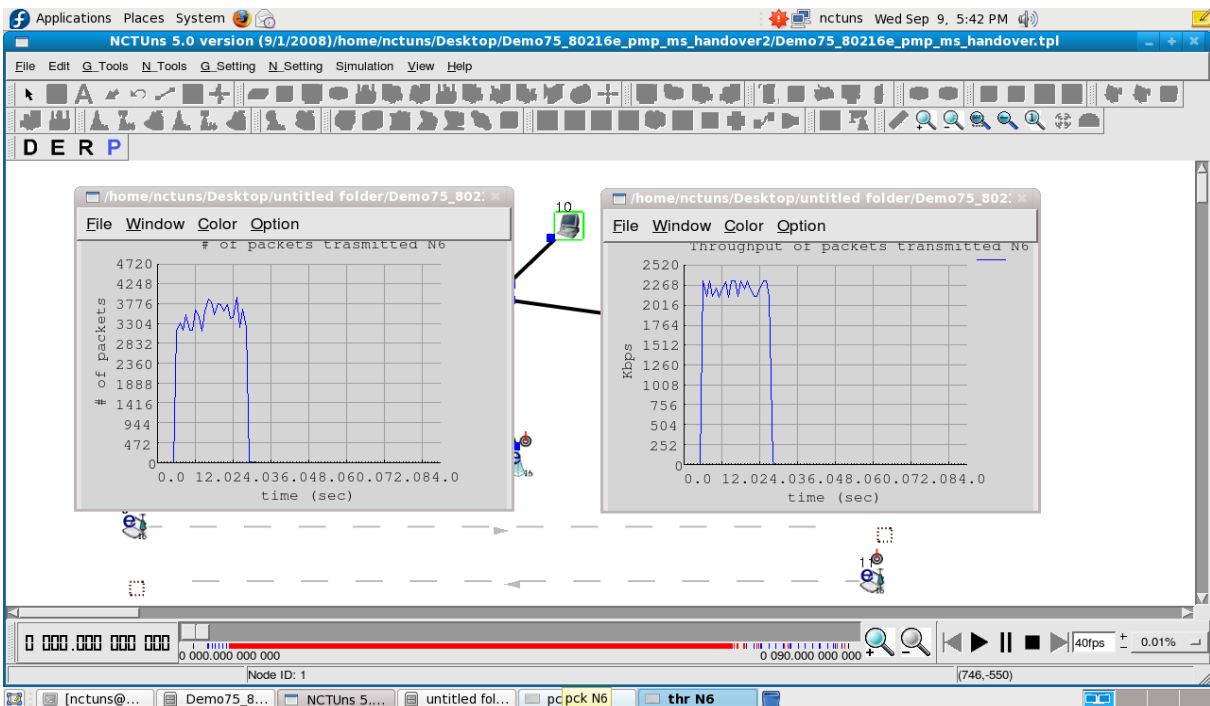 Applications Places System nctuns Wed Sep 9, 5:42 PM
NCTUns 5.0 version (9/1/2008)/home/nctuns/Desktop/Demo75_80216e_pmp_ms_handover2/Demo75_80216e_pmp_ms_handover.tpl
File Edit G_Tools N_Tools G_Setting N_Setting Simulation View Help
D E R P
/home/nctuns/Desktop/untitled folder/Demo75_802:
File Window Color Option
# of packets trasmitted N6
4720
4248
3776
3304
2832
2360
1888
1416
944
472
0
# of packets
0.0 12.024.036.048.060.072.084.0
time (sec)
10
/home/nctuns/Desktop/untitled folder/Demo75_802:
File Window Color Option
Throughput of packets transmitted N6
2520
2268
2016
1764
1512
1260
1008
756
504
252
0
Kbps
0.0 12.024.036.048.060.072.084.0
time (sec)
e
16
e
16
11
e
16
0 000.000 000 000
0 000.000 000 000
0 090.000 000 000
40fps
0.01%
Node ID: 1
(746,-550)
[nctuns@... Demo75_8... NCTUns 5.... untitled fol... pck N6 thr N6